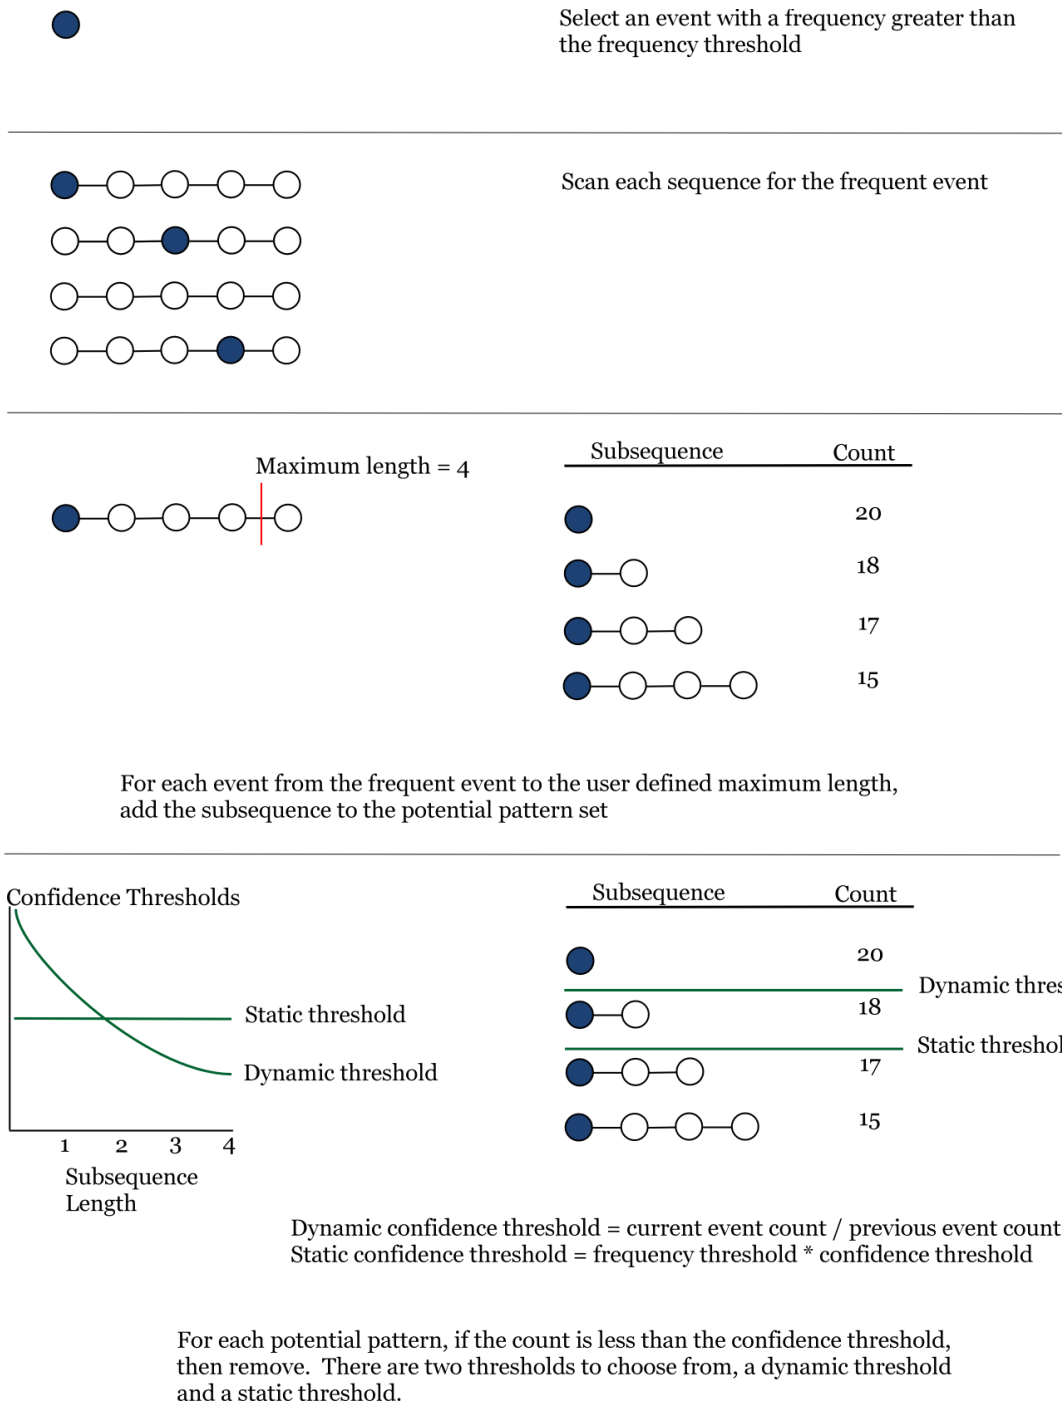 Select an event with a frequency greater than
the frequency threshold
Scan each sequence for the frequent event
Maximum length = 4
Subsequence Count
20
18
17
15
For each event from the frequent event to the user defined maximum length,
add the subsequence to the potential pattern set
Confidence Thresholds
Static threshold
Dynamic threshold
1 2 3 4
Subsequence
Length
Subsequence Count
20
Dynamic thres
18
Static threshol
17
15
Dynamic confidence threshold = current event count / previous event count
Static confidence threshold = frequency threshold * confidence threshold
For each potential pattern, if the count is less than the confidence threshold,
then remove. There are two thresholds to choose from, a dynamic threshold
and a static threshold.